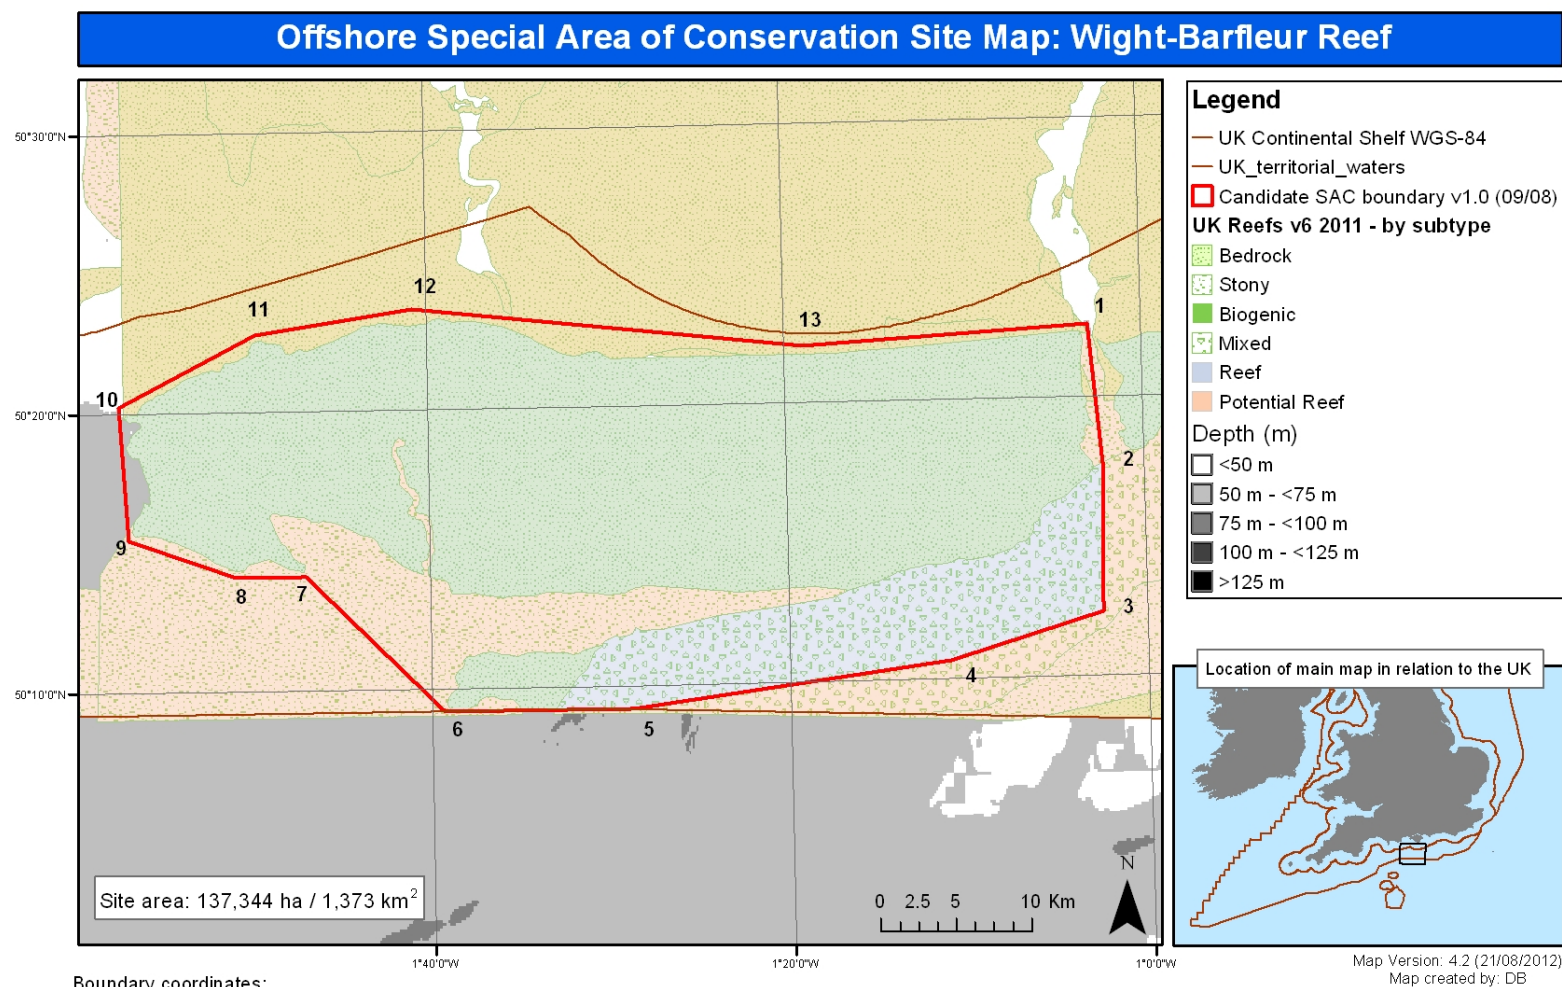 Offshore Special Area of Conservation Site Map: Wight-Barfleur Reef
50°30'0"N
50°20'0"N
50°10'0"N
1
2
3
4
5
6
7
8
9
10
11
12
13
Site area: 137,344 ha / 1,373 km²
0 2.5 5 10 Km
N
1°40'0"W
1°20'0"W
1°0'0"W
Legend
UK Continental Shelf WGS-84
UK_territorial_waters
Candidate SAC boundary v1.0 (09/08)
UK Reefs v6 2011 - by subtype
Bedrock
Stony
Biogenic
Mixed
Reef
Potential Reef
Depth (m)
<50 m
50 m - <75 m
75 m - <100 m
100 m - <125 m
>125 m
Location of main map in relation to the UK
Map Version: 4.2 (21/08/2012)
Map created by: DB
Boundary coordinates: